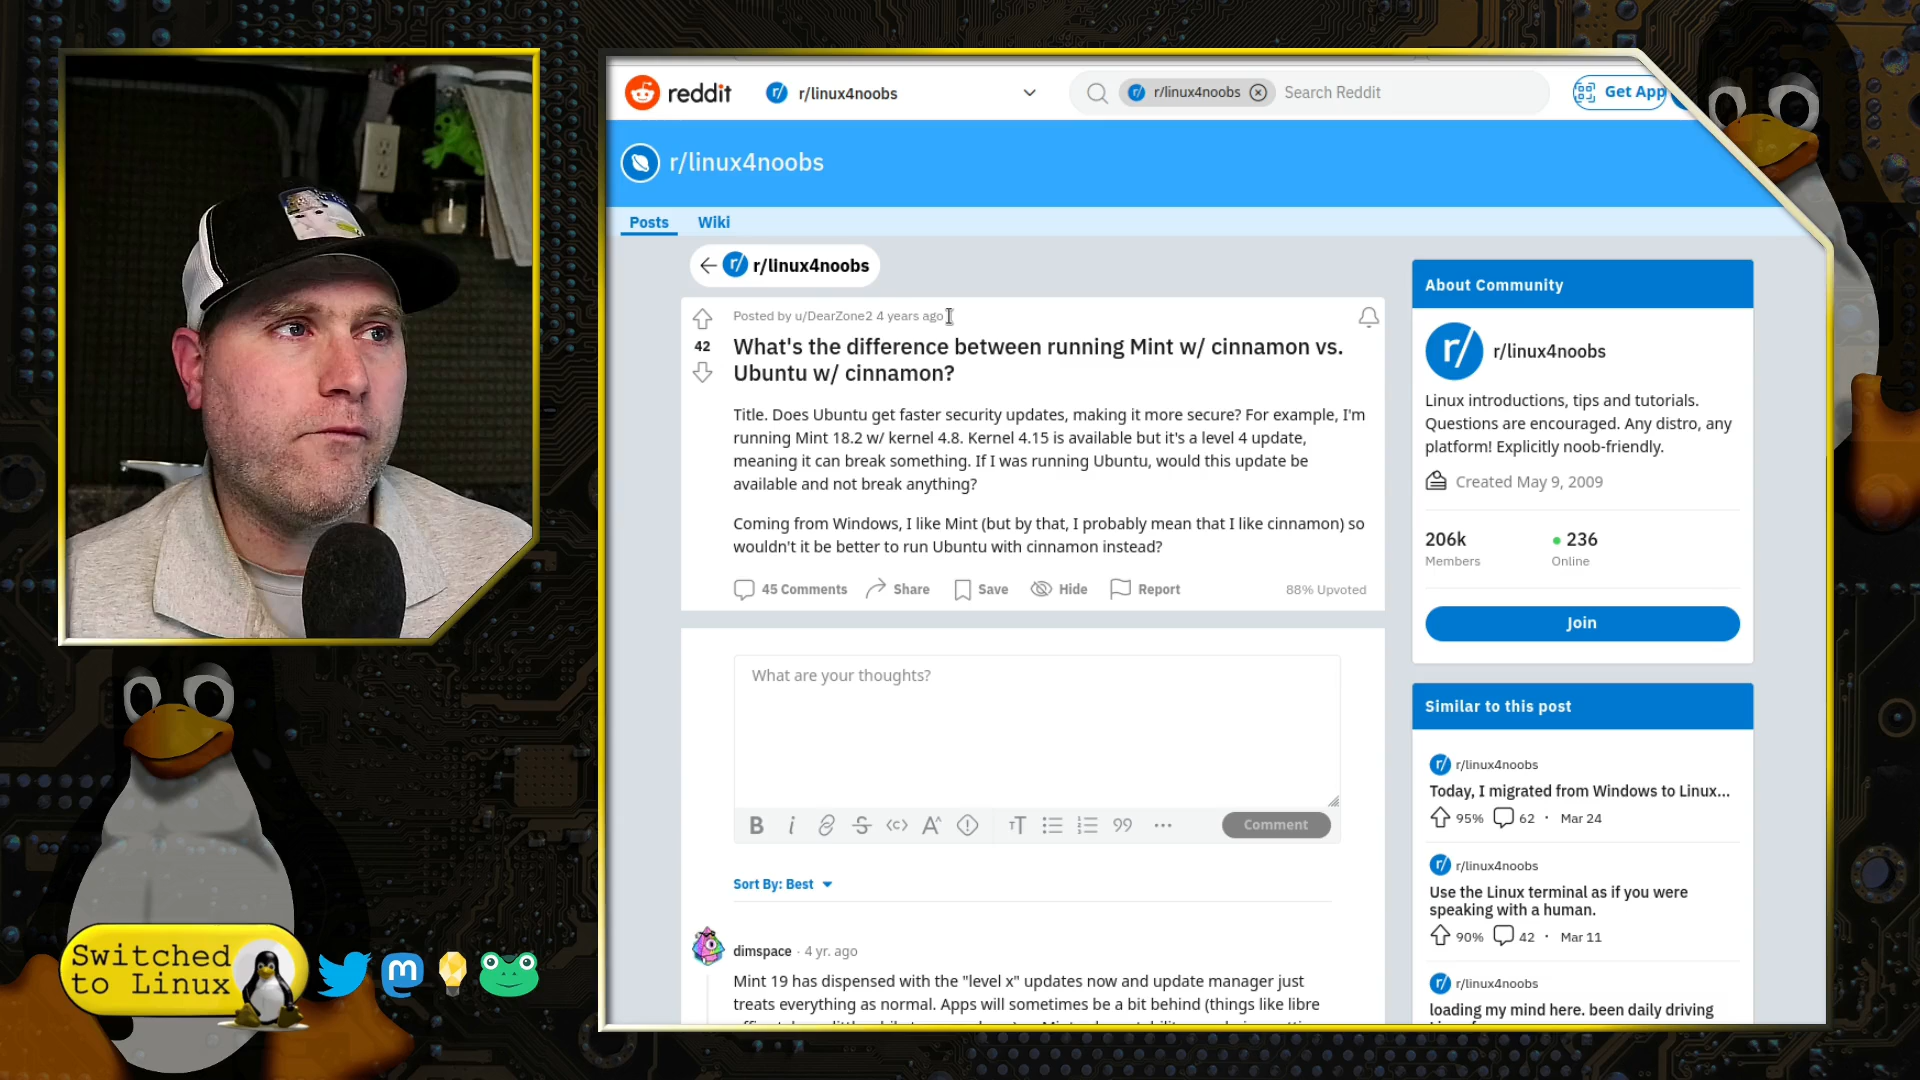 reddit
r/linux4noobs
r/linux4noobs
Search Reddit
Get App
r/linux4noobs
Posts
Wiki
r/linux4noobs
Posted by u/DearZone2 4 years ago
42
What's the difference between running Mint w/ cinnamon vs.
Ubuntu w/ cinnamon?
Title. Does Ubuntu get faster security updates, making it more secure? For example, I'm
running Mint 18.2 w/ kernel 4.8. Kernel 4.15 is available but it's a level 4 update,
meaning it can break something. If I was running Ubuntu, would this update be
available and not break anything?
Coming from Windows, I like Mint (but by that, I probably mean that I like cinnamon) so
wouldn't it be better to run Ubuntu with cinnamon instead?
45 Comments
Share
Save
Hide
Report
88% Upvoted
What are your thoughts?
Comment
Sort By: Best
dimspace · 4 yr. ago
Mint 19 has dispensed with the "level x" updates now and update manager just
treats everything as normal. Apps will sometimes be a bit behind (things like libre
About Community
r/linux4noobs
Linux introductions, tips and tutorials.
Questions are encouraged. Any distro, any
platform! Explicitly noob-friendly.
Created May 9, 2009
206k
Members
236
Online
Join
Similar to this post
r/linux4noobs
Today, I migrated from Windows to Linux...
95% 62 · Mar 24
r/linux4noobs
Use the Linux terminal as if you were
speaking with a human.
90% 42 · Mar 11
r/linux4noobs
loading my mind here. been daily driving
Switched
to Linux